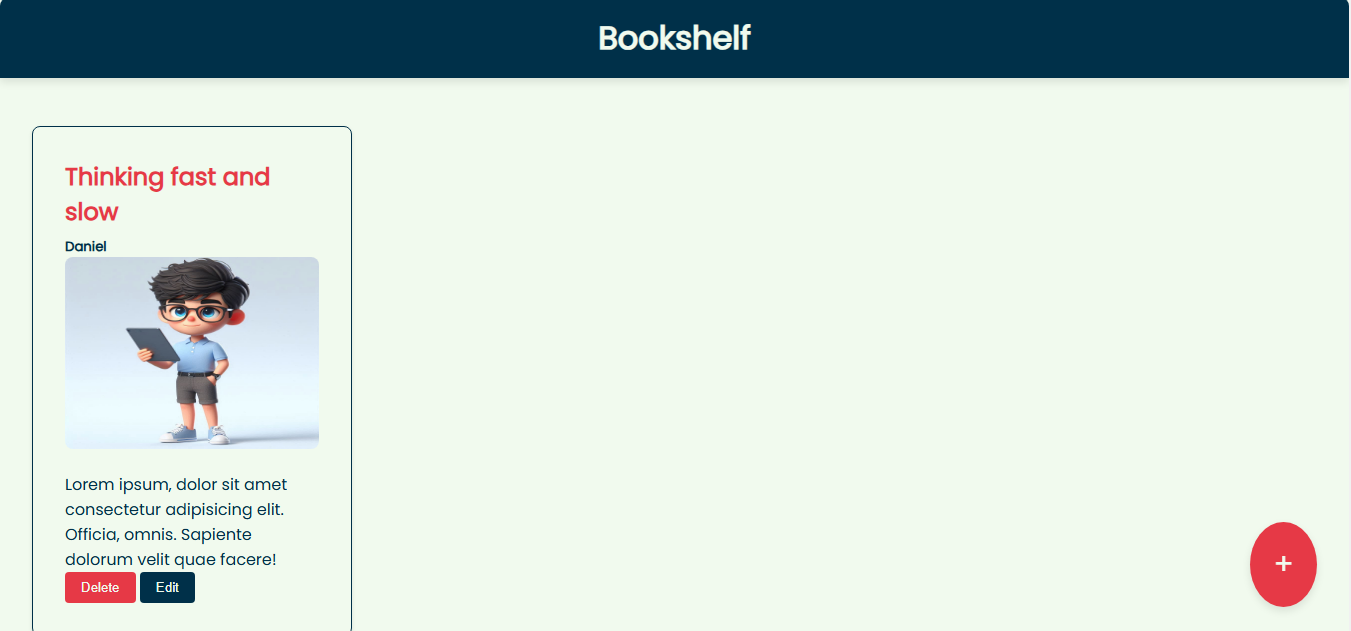 Bookshelf
Thinking fast and
slow
Daniel
Lorem ipsum, dolor sit amet
consectetur adipisicing elit.
Officia, omnis. Sapiente
dolorum velit quae facere!
Delete Edit
+